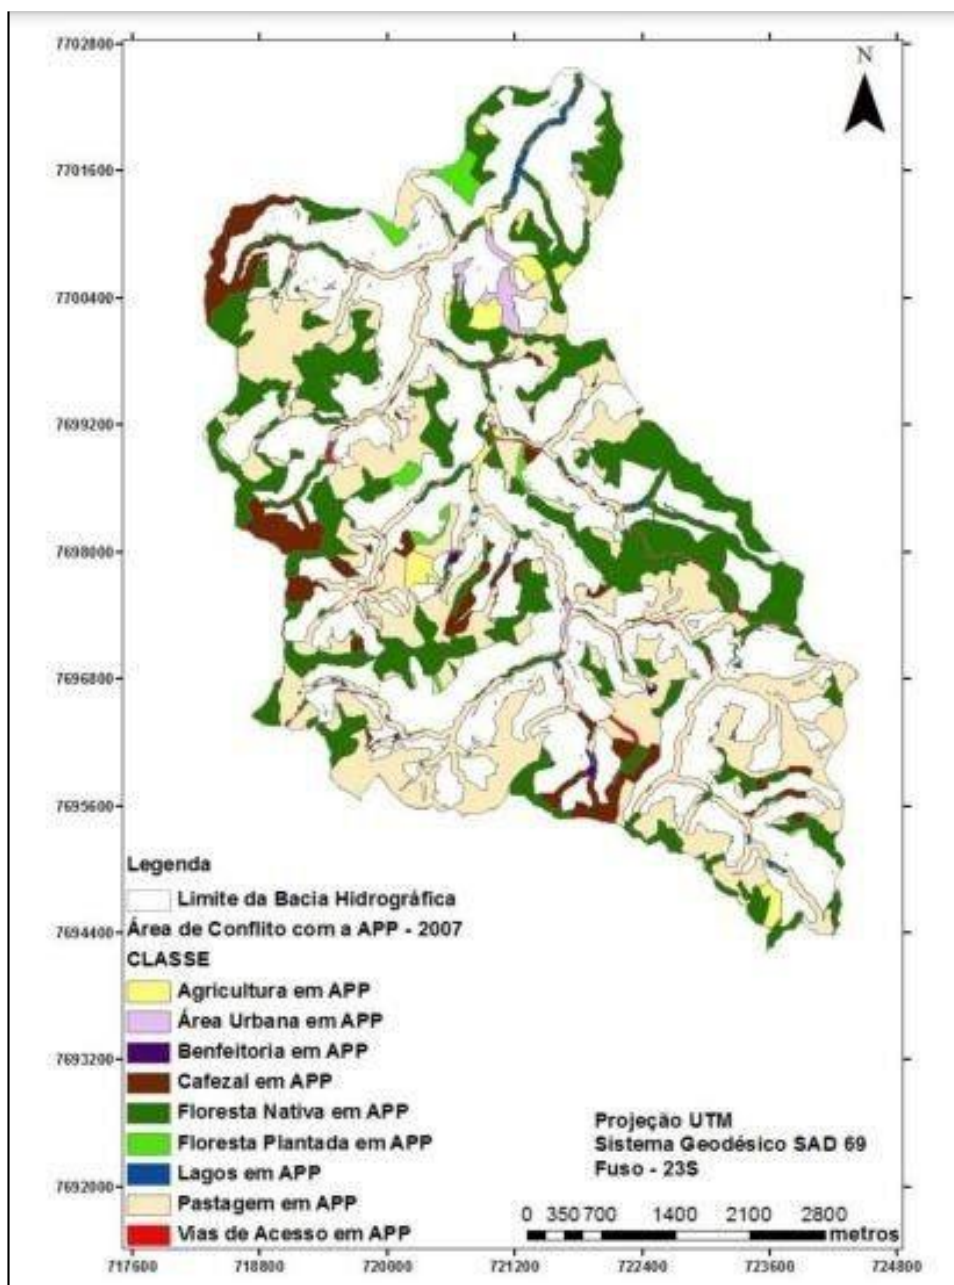 7702800
N
7701600
7700400
7699200
7698000
7696800
7695600
Legenda
Limite da Bacia Hidrográfica
Área de Conflito com a APP - 2007
7694400
CLASSE
Agricultura em APP
Área Urbana em APP
Benfeitoria em APP
7693200
Cafezal em APP
Floresta Nativa em APP
Floresta Plantada em APP
Lagos em APP
7692000
Pastagem em APP
Vias de Acesso em APP
Projeção UTM
Sistema Geodésico SAD 69
Fuso - 23S
0 350 700 1400 2100 2800
metros
717600 718800 720000 721200 722400 723600 724800